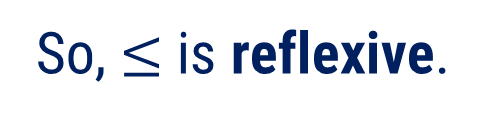 So, ≤ is reflexive.